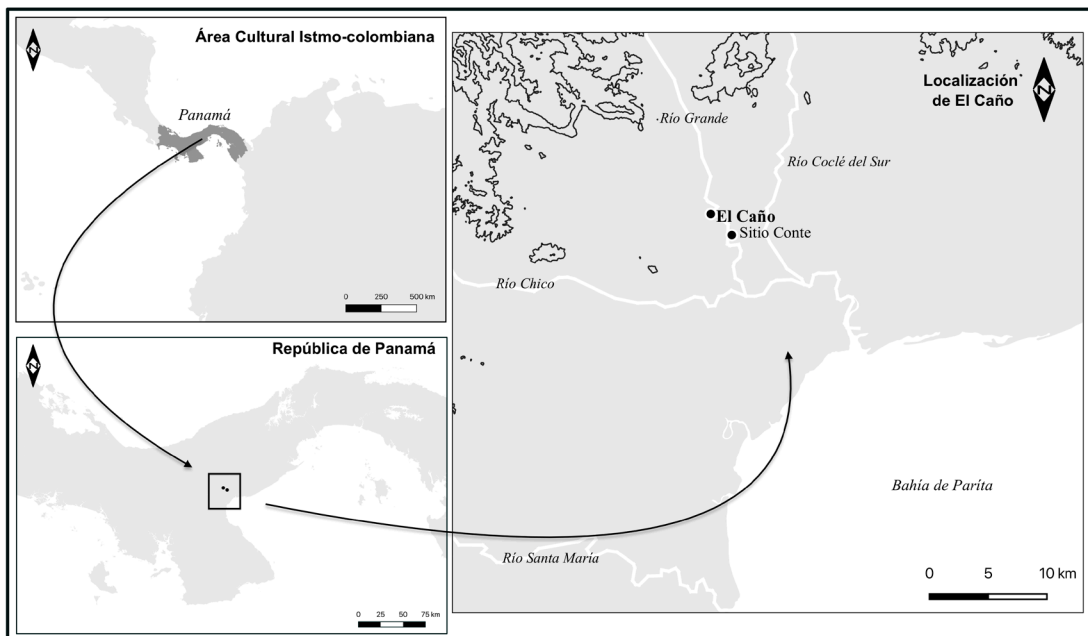 Área Cultural Istmo-colombiana
N
Panamá
0 250 500 km
República de Panamá
N
0 25 50 75 km
Localización
de El Caño
N
Río Grande
Río Coclé del Sur
El Caño
Sitio Conte
Río Chico
Bahía de Paríta
Río Santa María
0 5 10 km